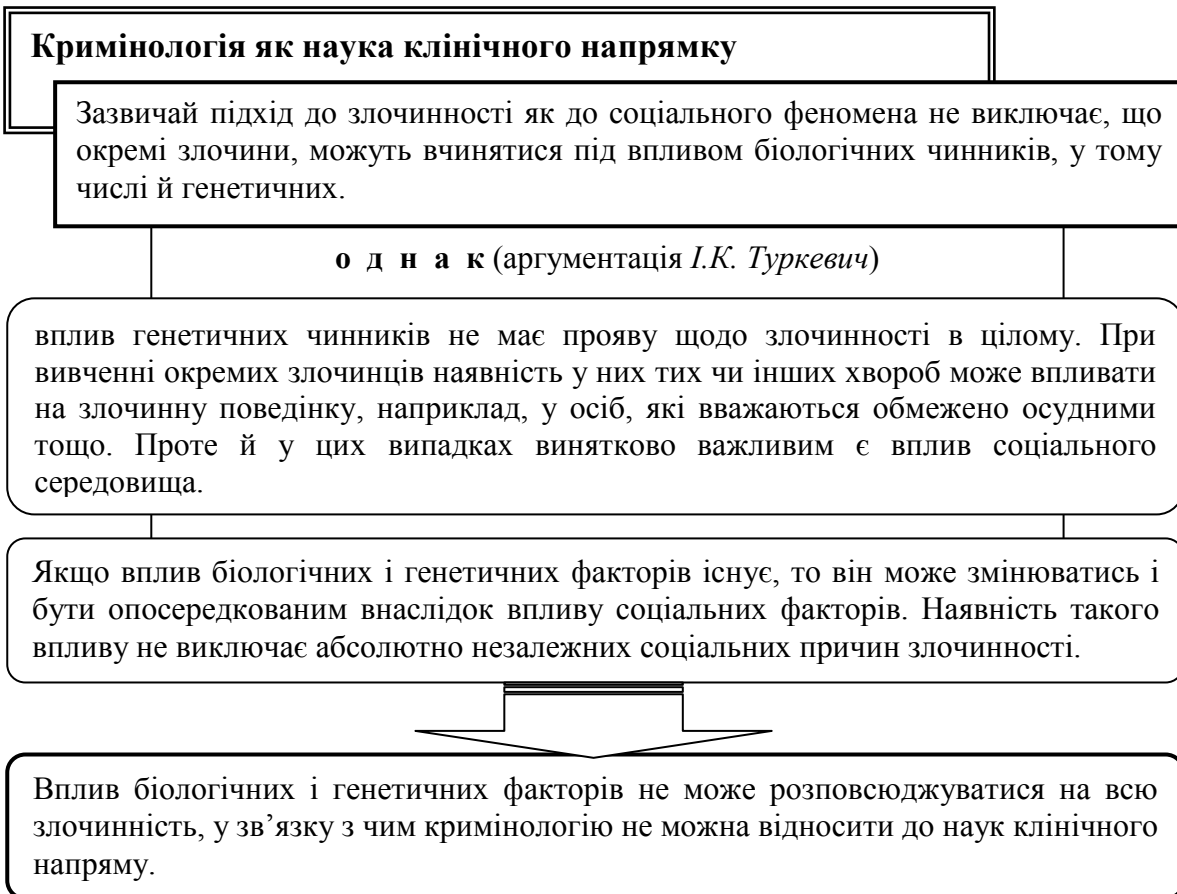 Кримінологія як наука клінічного напрямку
Зазвичай підхід до злочинності як до соціального феномена не виключає, що
окремі злочини, можуть вчинятися під впливом біологічних чинників, у тому
числі й генетичних.
о д н а к (аргументація І.К. Туркевич)
вплив генетичних чинників не має прояву щодо злочинності в цілому. При
вивченні окремих злочинців наявність у них тих чи інших хвороб може впливати
на злочинну поведінку, наприклад, у осіб, які вважаються обмежено осудними
тощо. Проте й у цих випадках винятково важливим є вплив соціального
середовища.
Якщо вплив біологічних і генетичних факторів існує, то він може змінюватись і
бути опосередкованим внаслідок впливу соціальних факторів. Наявність такого
впливу не виключає абсолютно незалежних соціальних причин злочинності.
Вплив біологічних і генетичних факторів не може розповсюджуватися на всю
злочинність, у зв’язку з чим кримінологію не можна відносити до наук клінічного
напряму.